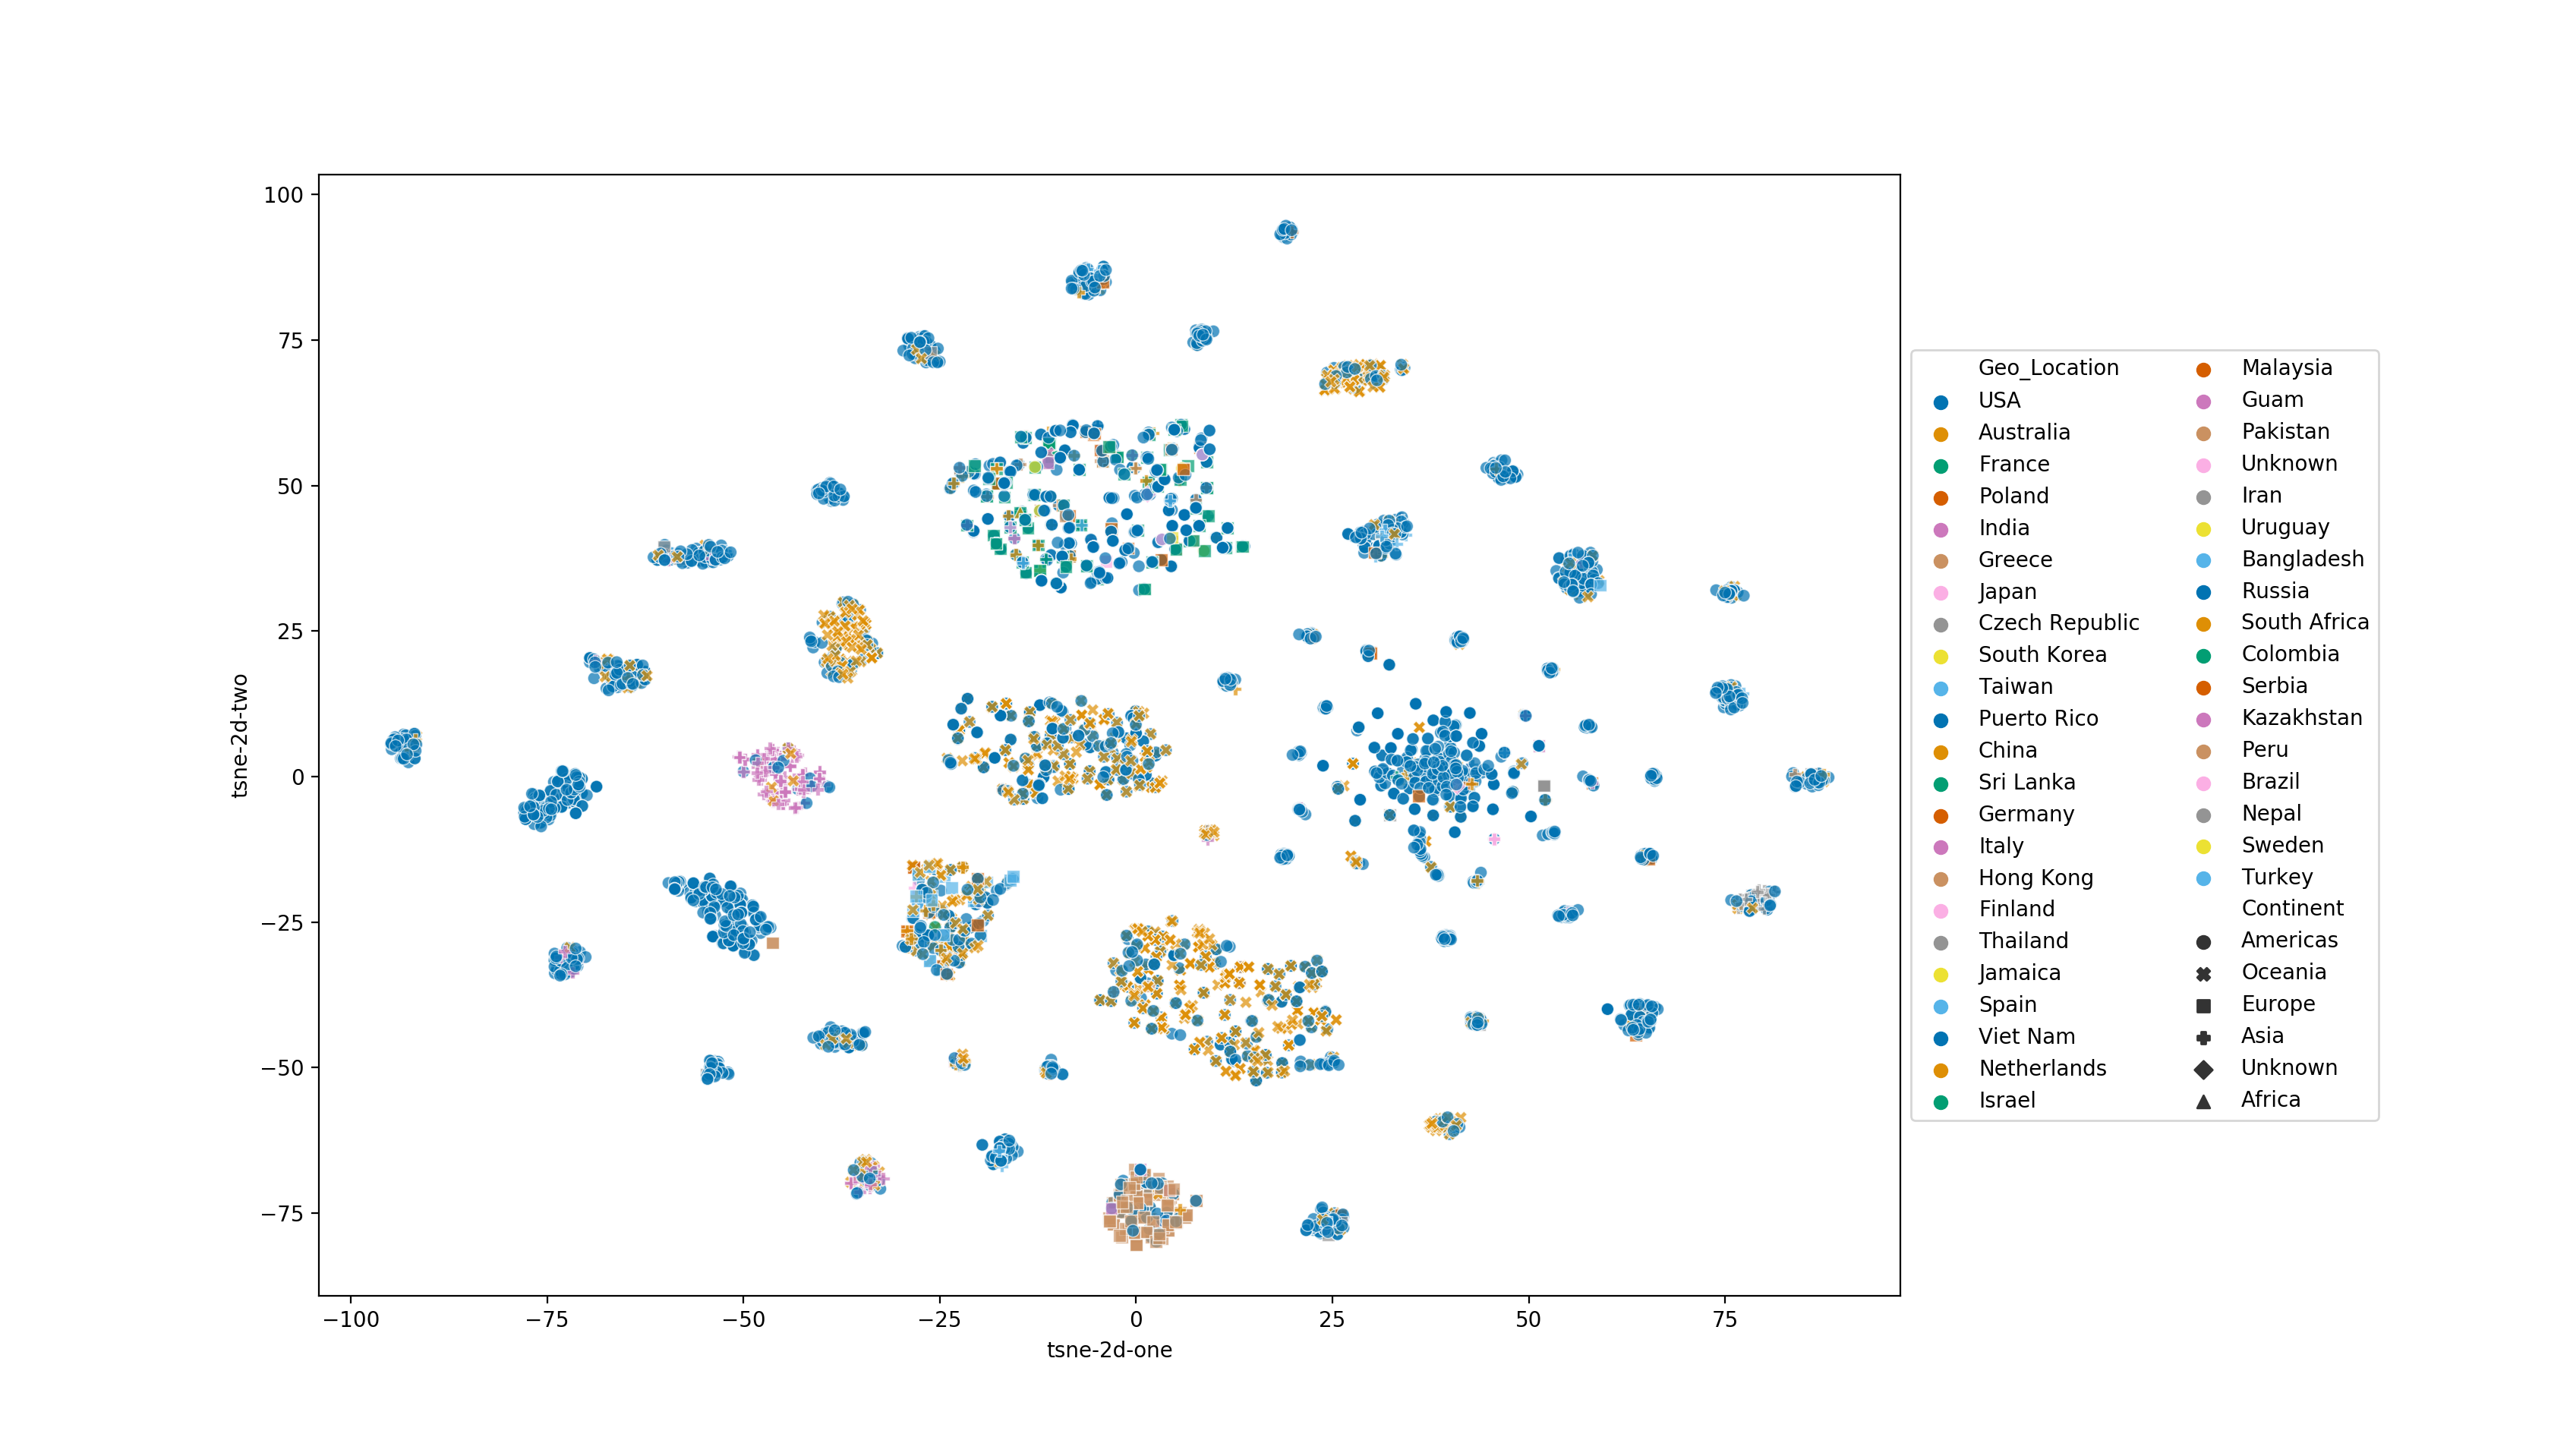 100
75
50
25
0
−25
−50
−75
tsne-2d-two
−100
−75
−50
−25
0
25
50
75
tsne-2d-one
Geo_Location
USA
Australia
France
Poland
India
Greece
Japan
Czech Republic
South Korea
Taiwan
Puerto Rico
China
Sri Lanka
Germany
Italy
Hong Kong
Finland
Thailand
Jamaica
Spain
Viet Nam
Netherlands
Israel
Malaysia
Guam
Pakistan
Unknown
Iran
Uruguay
Bangladesh
Russia
South Africa
Colombia
Serbia
Kazakhstan
Peru
Brazil
Nepal
Sweden
Turkey
Continent
Americas
Oceania
Europe
Asia
Unknown
Africa